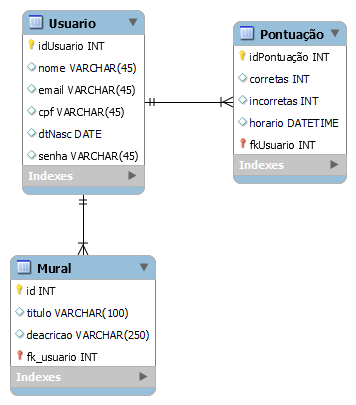 Usuario
idUsuario INT
nome VARCHAR(45)
email VARCHAR(45)
cpf VARCHAR(45)
dtNasc DATE
senha VARCHAR(45)
Indexes
Pontuação
idPontuação INT
corretas INT
incorretas INT
horario DATETIME
fkUsuario INT
Indexes
Mural
id INT
titulo VARCHAR(100)
deacricao VARCHAR(250)
fk_usuario INT
Indexes